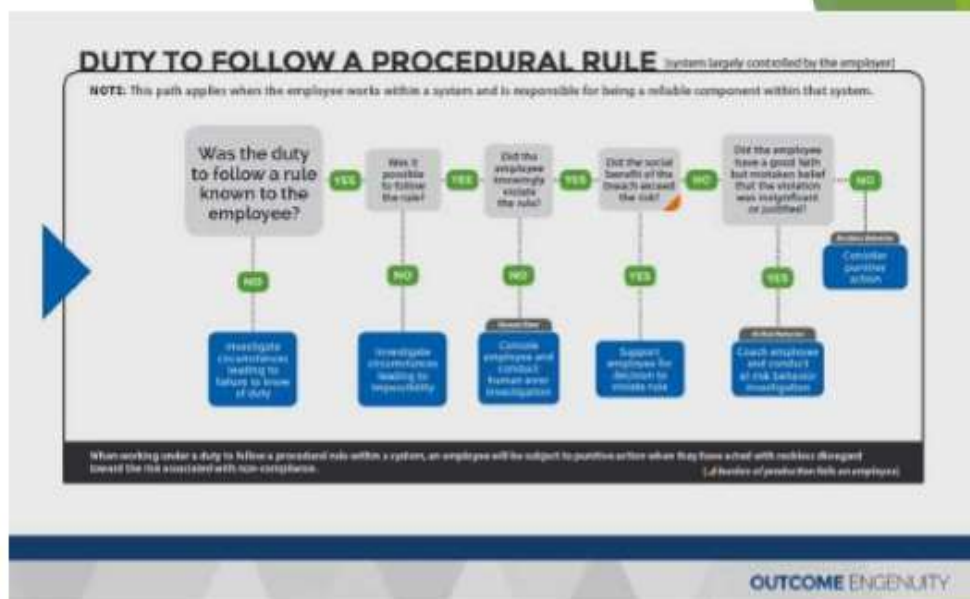 DUTY TO FOLLOW A PROCEDURAL RULE (system largely controlled by the employer)
NOTE: This path applies when the employee works within a system and is responsible for being a reliable component within that system.
Was the duty
to follow a rule
known to the
employee?
YES
Was it
possible
to follow
the rule?
YES
Did the
employee
knowingly
violate
the rule?
YES
Did the social
benefit of the
breach exceed
the risk?
NO
Did the employee
have a good faith
but mistaken belief
that the violation
was insignificant
or justified?
NO
Reckless Behavior
Consider
punitive
action
NO
NO
NO
YES
YES
Investigate
circumstances
leading to
failure to know
of duty
Investigate
circumstances
leading to
impossibility
Human Error
Console
employee and
conduct
human error
investigation
Support
employee for
decision to
violate rule
At-Risk Behavior
Coach employee
and conduct
at-risk behavior
investigation
When working under a duty to follow a procedural rule within a system, an employee will be subject to punitive action when they have acted with reckless disregard
toward the risk associated with non-compliance.
( burden of production falls on employee)
OUTCOME ENGENUITY